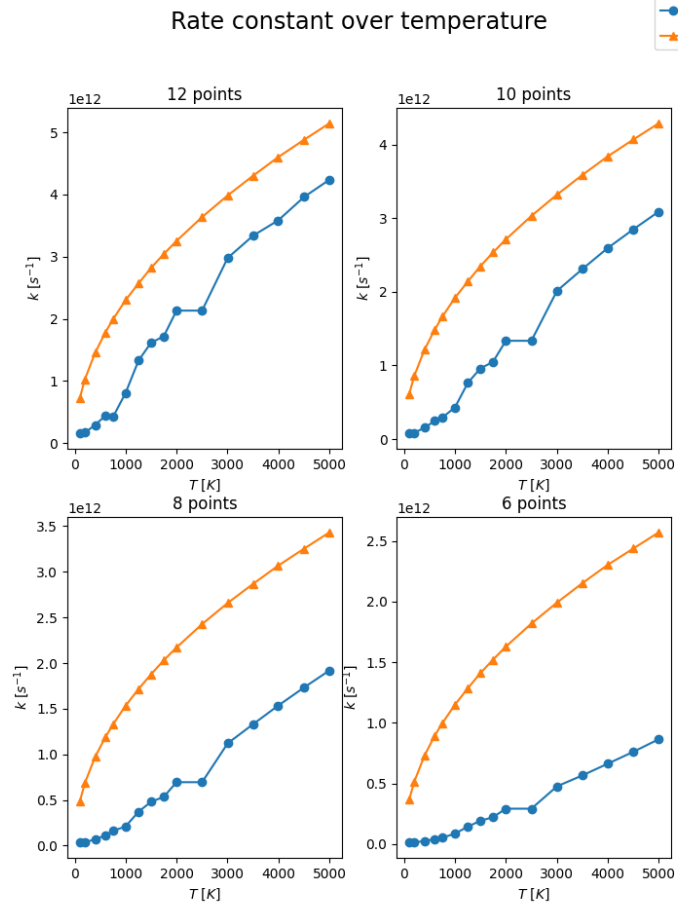 Rate constant over temperature
12 points
1e12
k [s⁻¹]
5
4
3
2
1
0
0 1000 2000 3000 4000 5000
T [K]
10 points
1e12
k [s⁻¹]
4
3
2
1
0
0 1000 2000 3000 4000 5000
T [K]
8 points
1e12
k [s⁻¹]
3.5
3.0
2.5
2.0
1.5
1.0
0.5
0.0
0 1000 2000 3000 4000 5000
T [K]
6 points
1e12
k [s⁻¹]
2.5
2.0
1.5
1.0
0.5
0.0
0 1000 2000 3000 4000 5000
T [K]